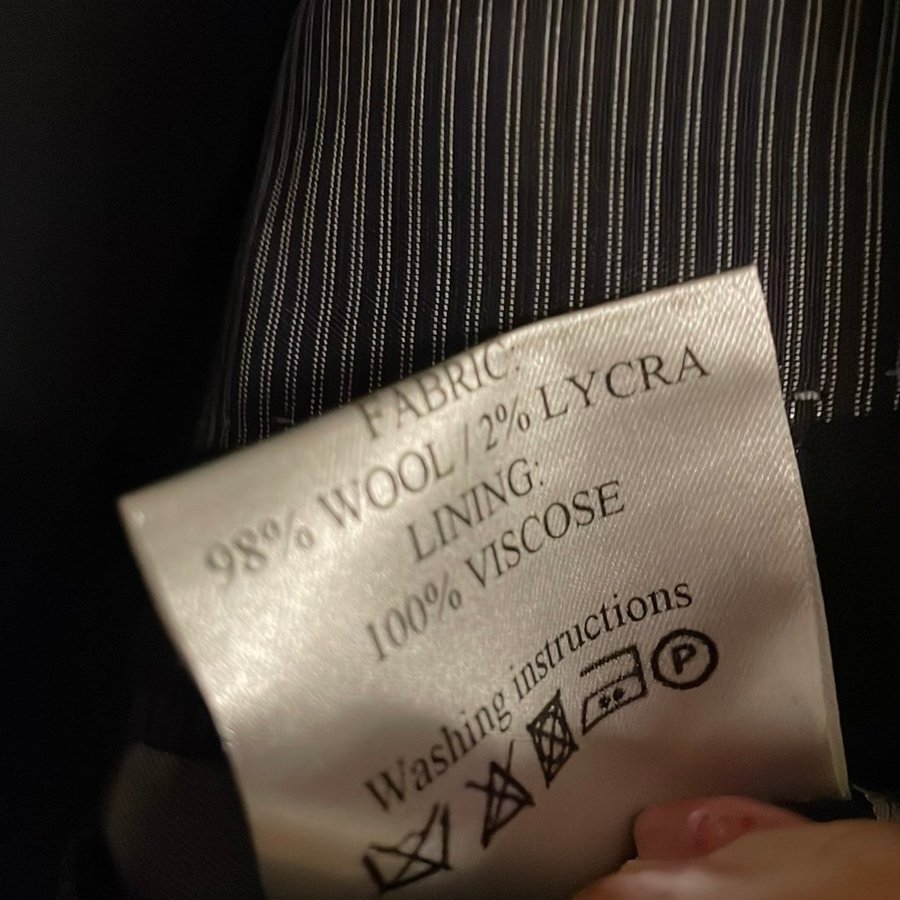 FABRIC:
98% WOOL / 2% LYCRA
LINING:
100% VISCOSE
Washing instructions
P